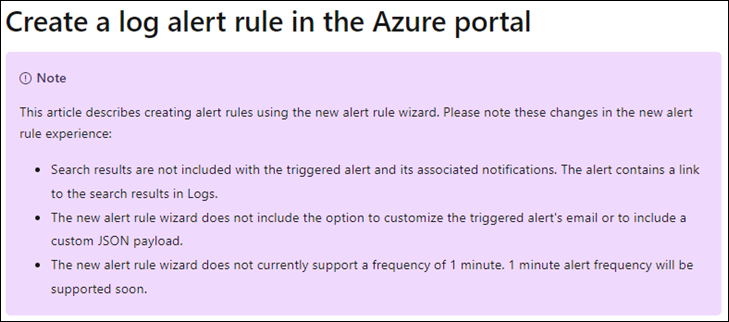 Create a log alert rule in the Azure portal
Note
This article describes creating alert rules using the new alert rule wizard. Please note these changes in the new alert
rule experience:
• Search results are not included with the triggered alert and its associated notifications. The alert contains a link
to the search results in Logs.
• The new alert rule wizard does not include the option to customize the triggered alert's email or to include a
custom JSON payload.
• The new alert rule wizard does not currently support a frequency of 1 minute. 1 minute alert frequency will be
supported soon.